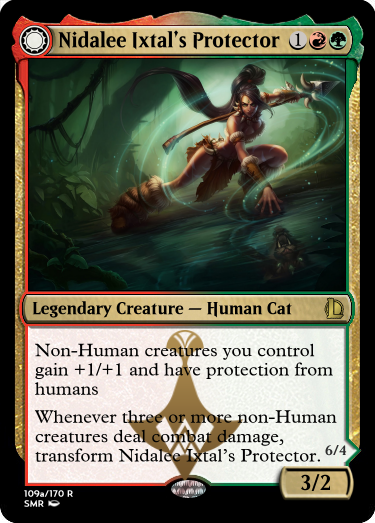 Nidalee Ixtal's Protector 1
Legendary Creature — Human Cat
Non-Human creatures you control
gain +1/+1 and have protection from
humans
Whenever three or more non-Human
creatures deal combat damage,
transform Nidalee Ixtal's Protector.
6/4
3/2
109a/170 R
SMR